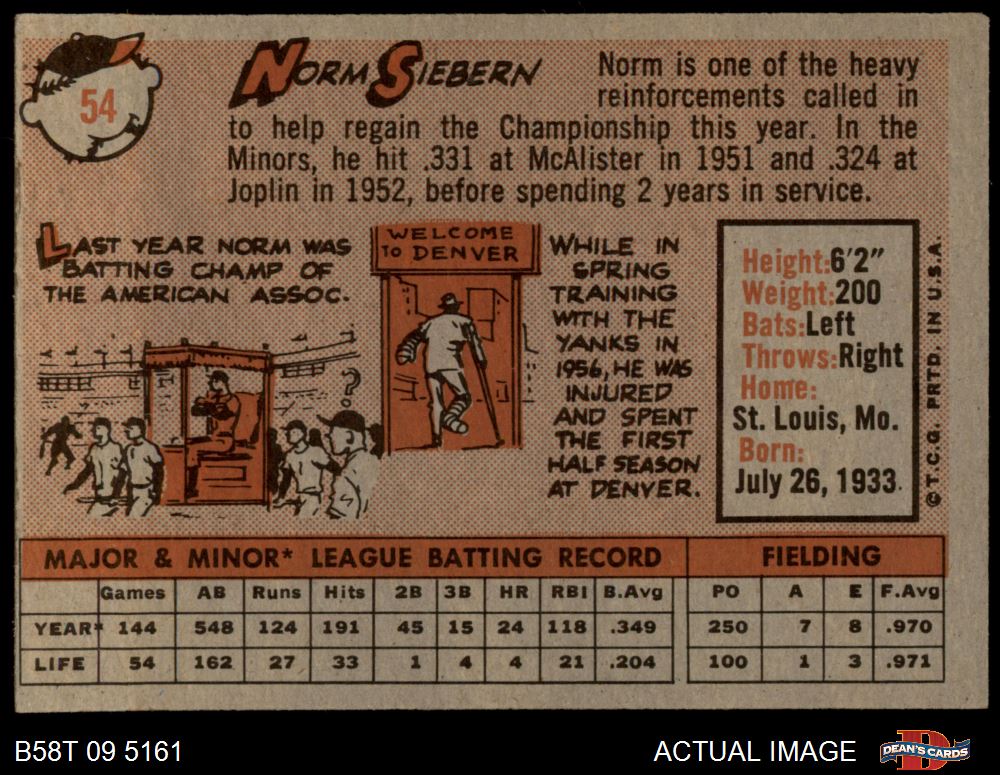 54
NORM SIEBERN
Norm is one of the heavy
reinforcements called in
to help regain the Championship this year. In the
Minors, he hit .331 at McAlister in 1951 and .324 at
Joplin in 1952, before spending 2 years in service.
LAST YEAR NORM WAS
BATTING CHAMP OF
THE AMERICAN ASSOC.
?
WELCOME
TO DENVER
WHILE IN
SPRING
TRAINING
WITH THE
YANKS IN
1956, HE WAS
INJURED
AND SPENT
THE FIRST
HALF SEASON
AT DENVER.
Height: 6'2"
Weight: 200
Bats: Left
Throws: Right
Home:
St. Louis, Mo.
Born:
July 26, 1933
© T.C.G. PRTD. IN U.S.A.
MAJOR & MINOR* LEAGUE BATTING RECORD FIELDING
Games AB Runs Hits 2B 3B HR RBI B.Avg PO A E F.Avg
YEAR* 144 548 124 191 45 15 24 118 .349 250 7 8 .970
LIFE 54 162 27 33 1 4 4 21 .204 100 1 3 .971
B58T 09 5161 ACTUAL IMAGE D DEAN'S CARDS